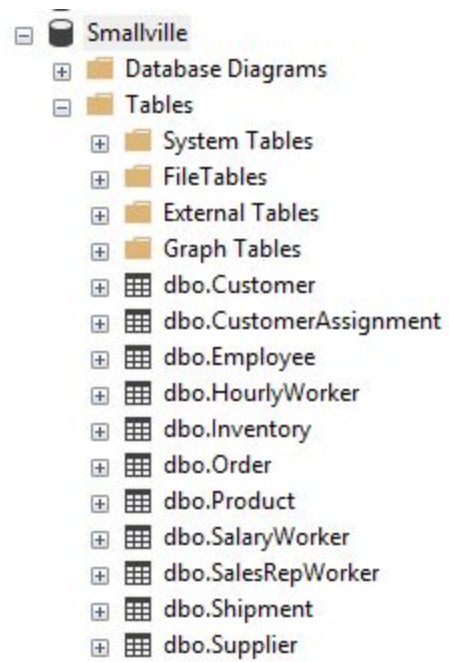 Smallville
Database Diagrams
Tables
System Tables
FileTables
External Tables
Graph Tables
dbo.Customer
dbo.CustomerAssignment
dbo.Employee
dbo.HourlyWorker
dbo.Inventory
dbo.Order
dbo.Product
dbo.SalaryWorker
dbo.SalesRepWorker
dbo.Shipment
dbo.Supplier